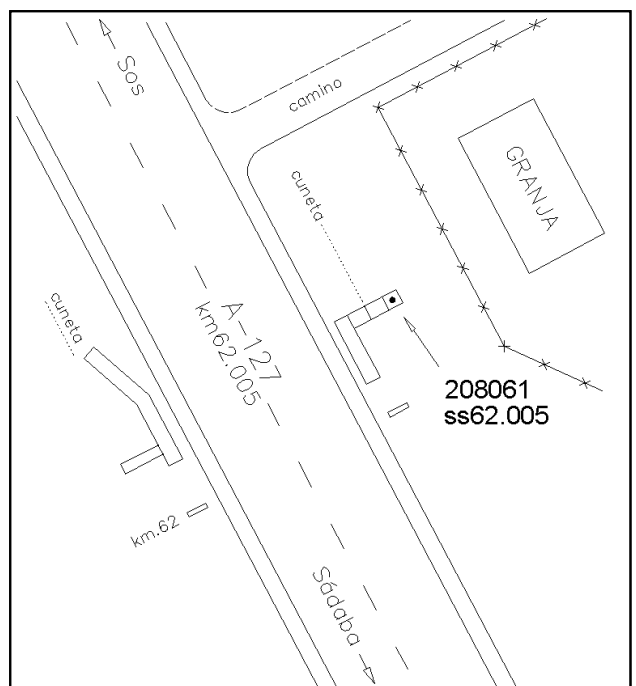 Sos
camino
GRANJA
cuneta
cuneta
A-127
km62.005
208061
ss62.005
km.62
Sádaba